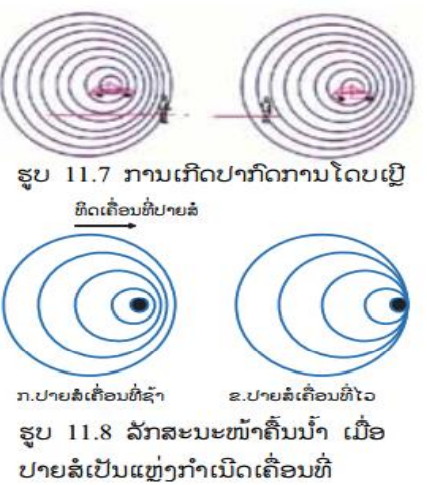 ຮູບ 11.7 ການເກີດປາກົດການໂດບເປີ
ທິດເຄື່ອນທີ່ປາຍສໍ
ກ.ປາຍສໍເຄື່ອນທີ່ຊ້າ
ຂ.ປາຍສໍເຄື່ອນທີ່ໄວ
ຮູບ 11.8 ລັກສະນະໜ້າຄື້ນນ້ຳ ເມື່ອ
ປາຍສໍເປັນແຫຼ່ງກຳເນີດເຄື່ອນທີ່